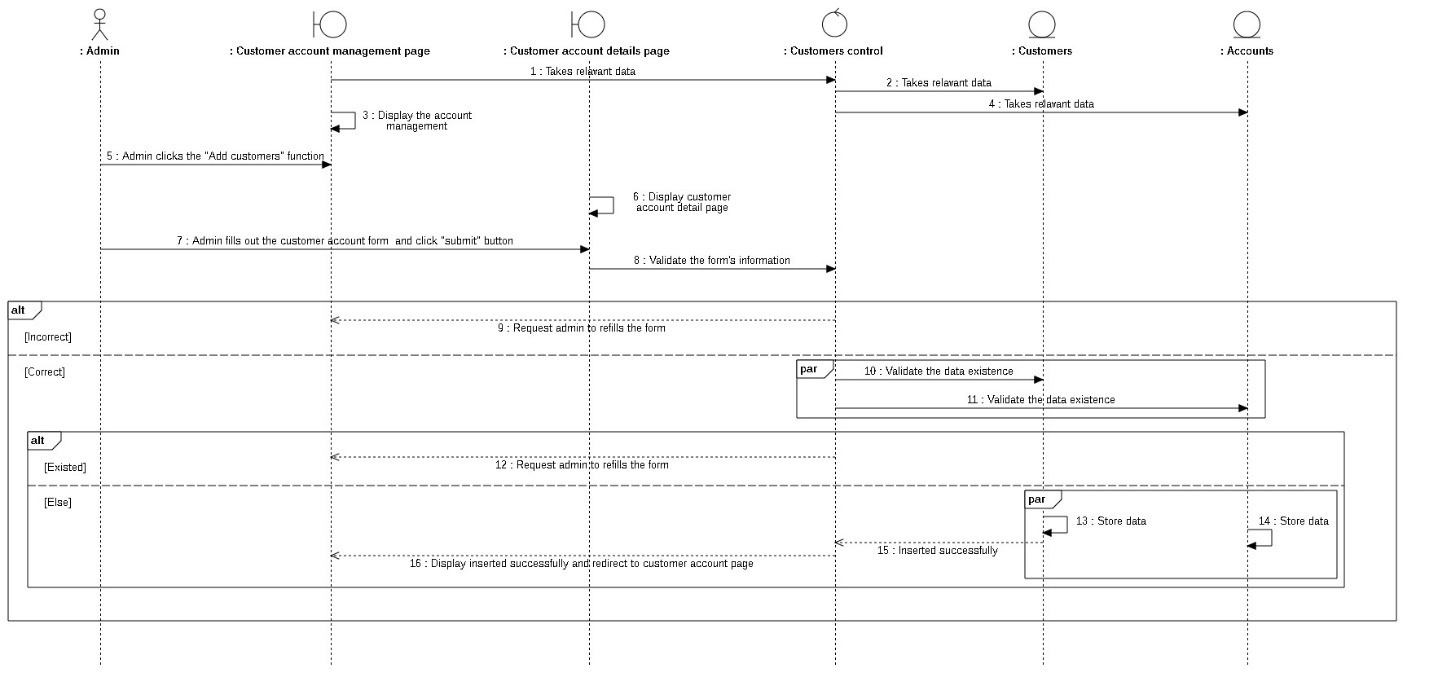 : Admin
: Customer account management page
: Customer account details page
: Customers control
: Customers
: Accounts
1 : Takes relavant data
2 : Takes relavant data
4 : Takes relavant data
3 : Display the account
management
5 : Admin clicks the "Add customers" function
6 : Display customer
account detail page
7 : Admin fills out the customer account form  and click "submit" button
8 : Validate the form's information
alt
9 : Request admin to refills the form
[Incorrect]
[Correct]
par
10 : Validate the data existence
11 : Validate the data existence
alt
12 : Request admin to refills the form
[Existed]
[Else]
par
13 : Store data
14 : Store data
15 : Inserted successfully
16 : Display inserted successfully and redirect to customer account page